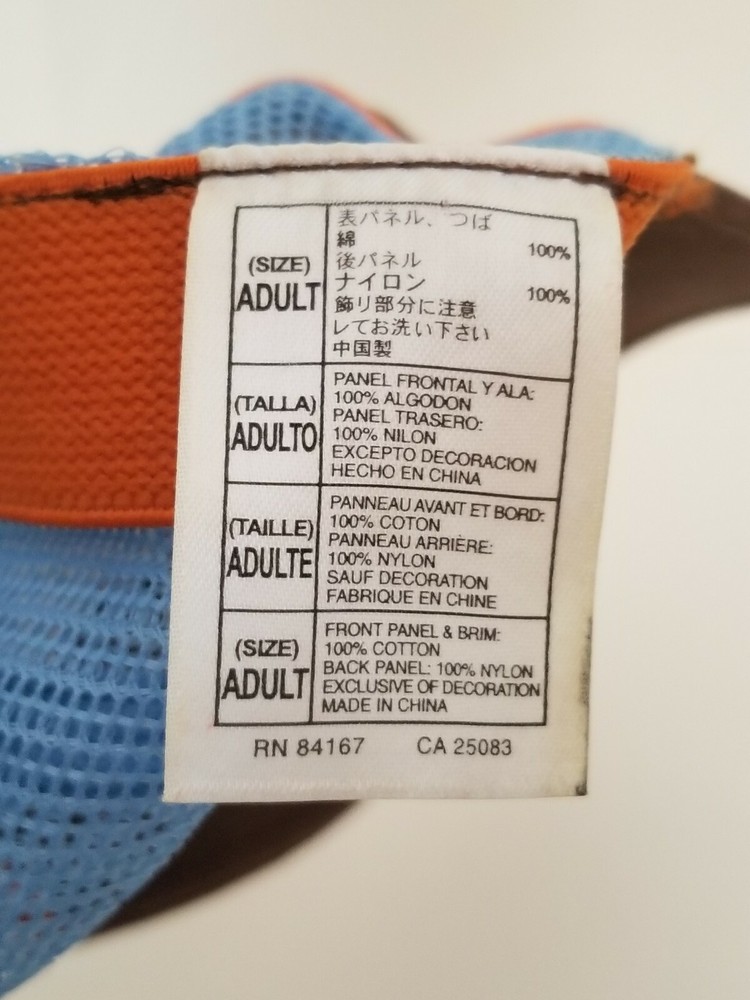 (SIZE)
ADULT
表パネル、つば
綿 100%
後パネル
ナイロン 100%
飾り部分に注意
レてお洗い下さい
中国製
(TALLA)
ADULTO
PANEL FRONTAL Y ALA:
100% ALGODON
PANEL TRASERO:
100% NILON
EXCEPTO DECORACION
HECHO EN CHINA
(TAILLE)
ADULTE
PANNEAU AVANT ET BORD:
100% COTON
PANNEAU ARRIÈRE:
100% NYLON
SAUF DECORATION
FABRIQUE EN CHINE
(SIZE)
ADULT
FRONT PANEL & BRIM:
100% COTTON
BACK PANEL: 100% NYLON
EXCLUSIVE OF DECORATION
MADE IN CHINA
RN 84167 CA 25083